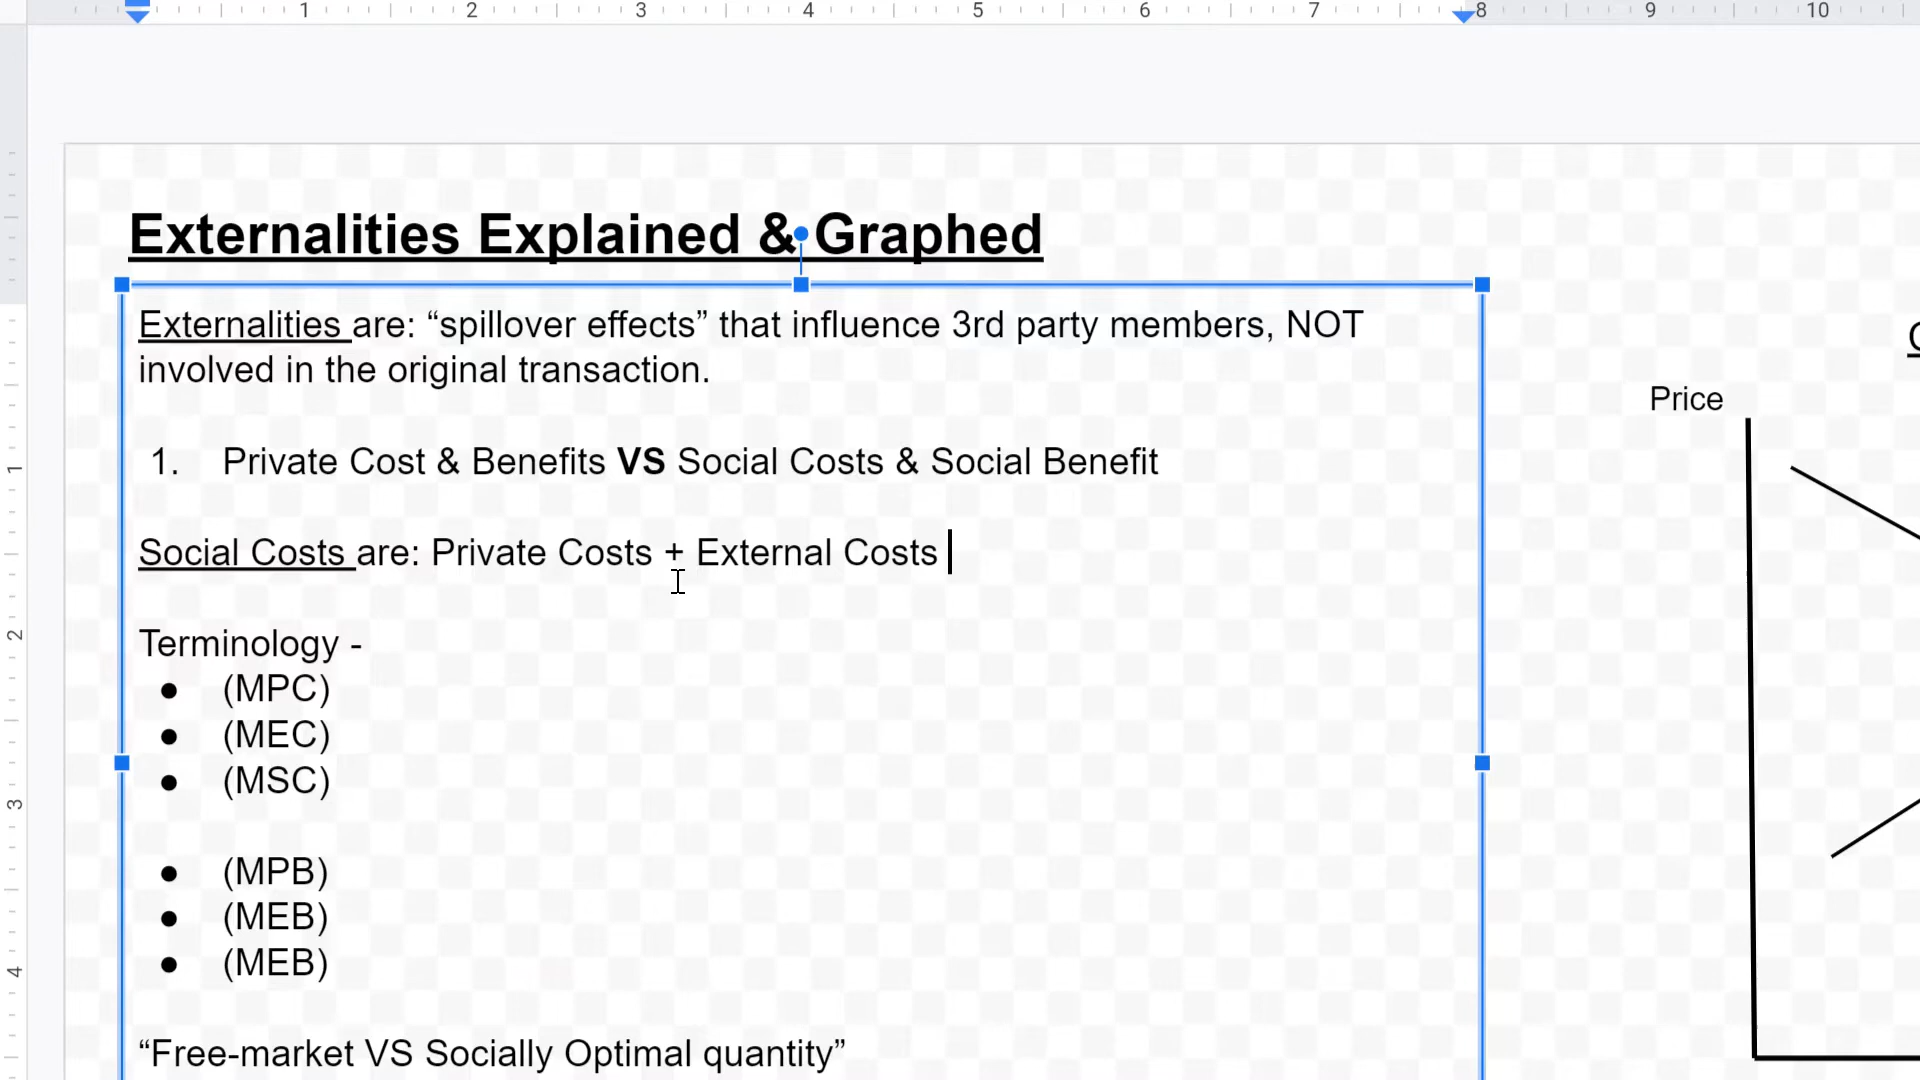 1 2 3 4 5 6 7 8 9 10
Externalities Explained & Graphed
Externalities are: “spillover effects” that influence 3rd party members, NOT
involved in the original transaction.
1. Private Cost & Benefits VS Social Costs & Social Benefit
Social Costs are: Private Costs + External Costs
Terminology -
● (MPC)
● (MEC)
● (MSC)
● (MPB)
● (MEB)
● (MEB)
“Free-market VS Socially Optimal quantity”
Price
1
2
3
4